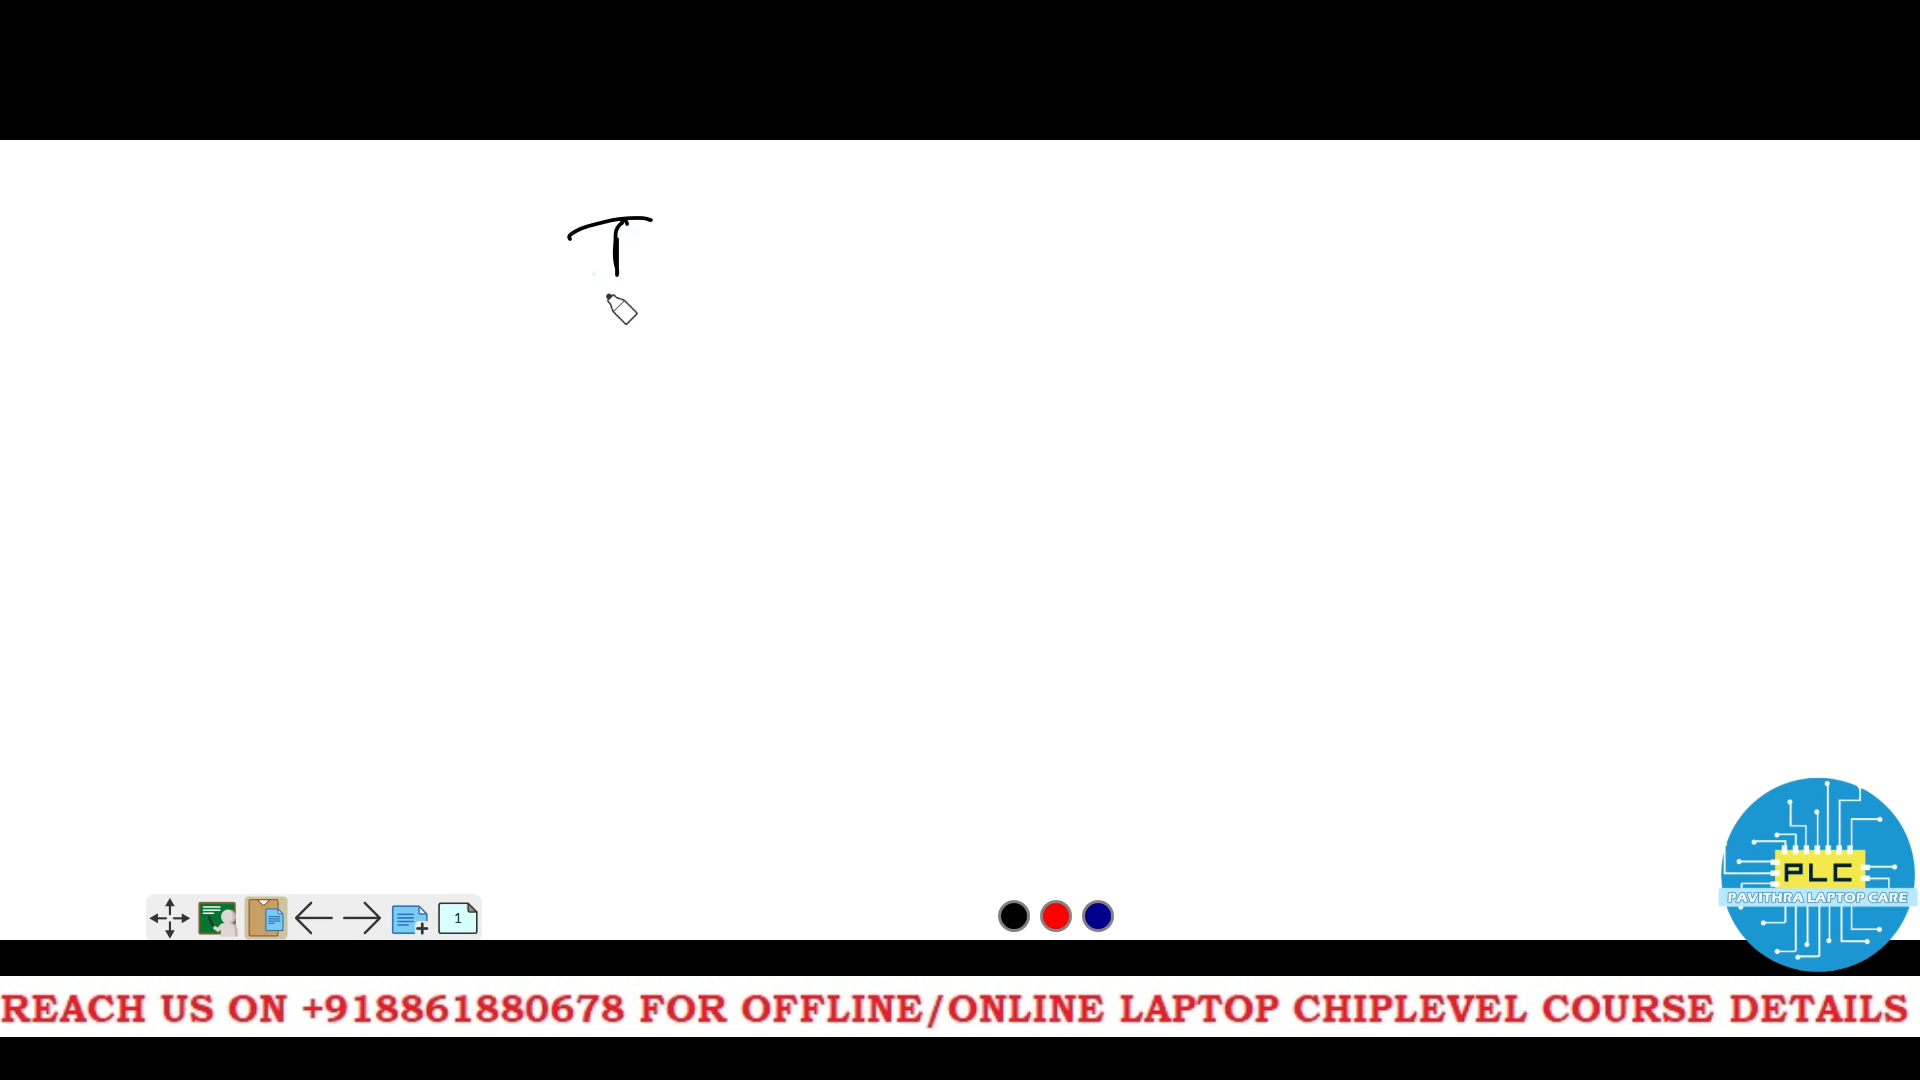 T
1
PLC
PAVITHRA LAPTOP CARE
REACH US ON +918861880678 FOR OFFLINE/ONLINE LAPTOP CHIPLEVEL COURSE DETAILS